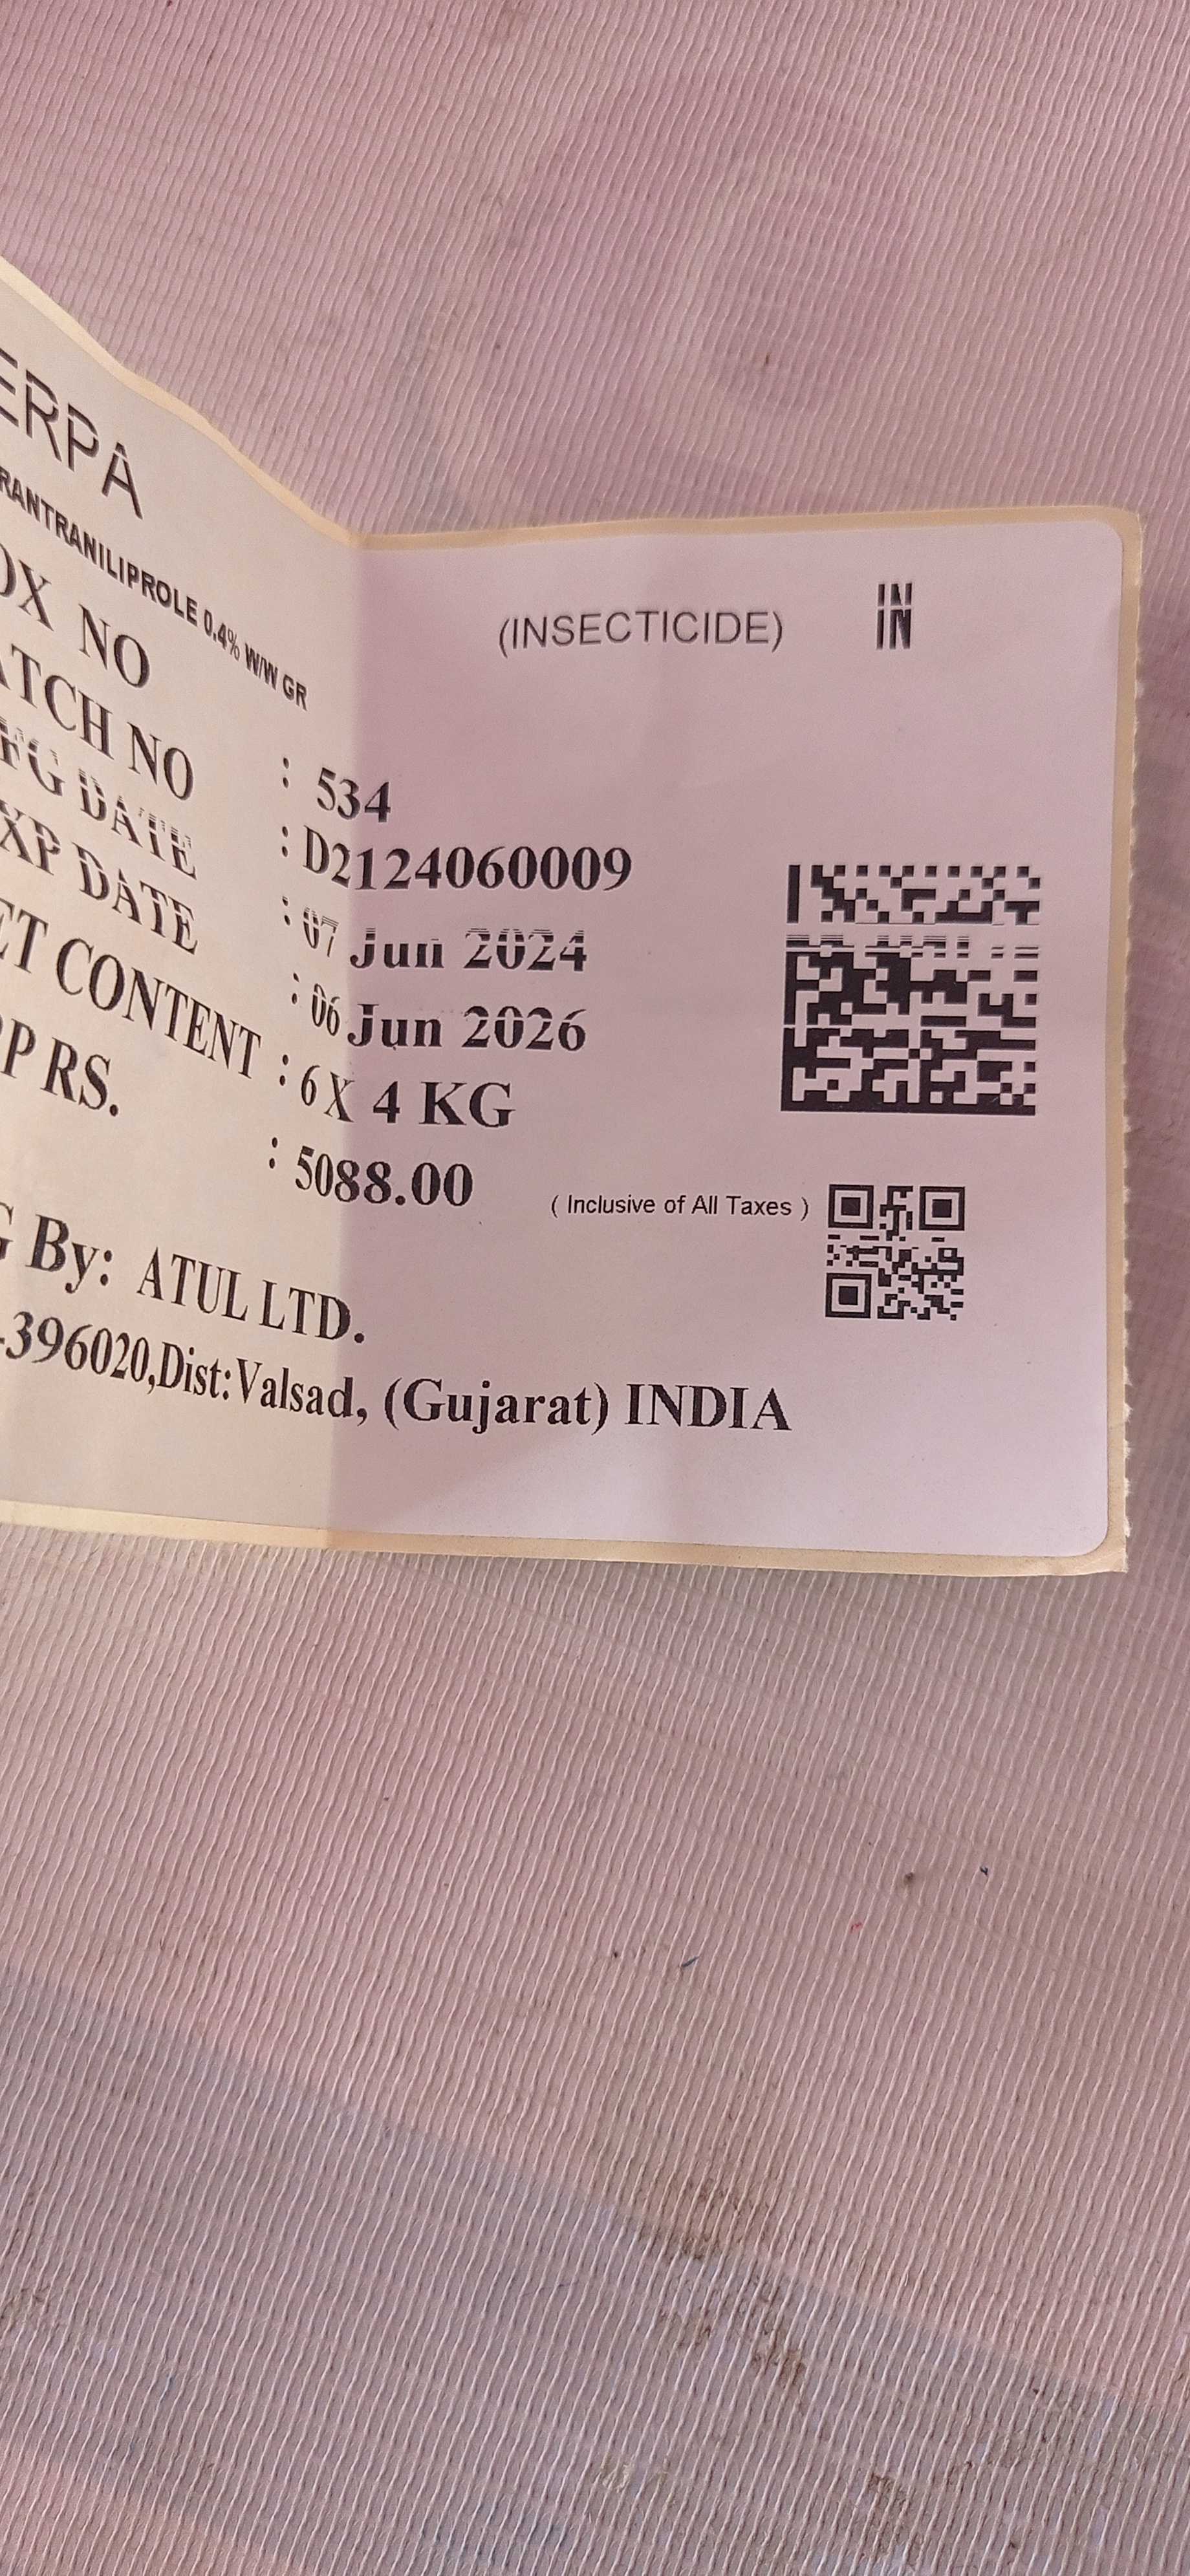 ERPA
(INSECTICIDE) IN
RANTRANILIPROLE 0.4% W/W GR
OX NO : 534
ATCH NO : D2124060009
FG DATE : 07 Jun 2024
XP DATE : 06 Jun 2026
ET CONTENT : 6 X 4 KG
RP RS. : 5088.00 ( Inclusive of All Taxes )
G By: ATUL LTD.
-396020,Dist:Valsad, (Gujarat) INDIA